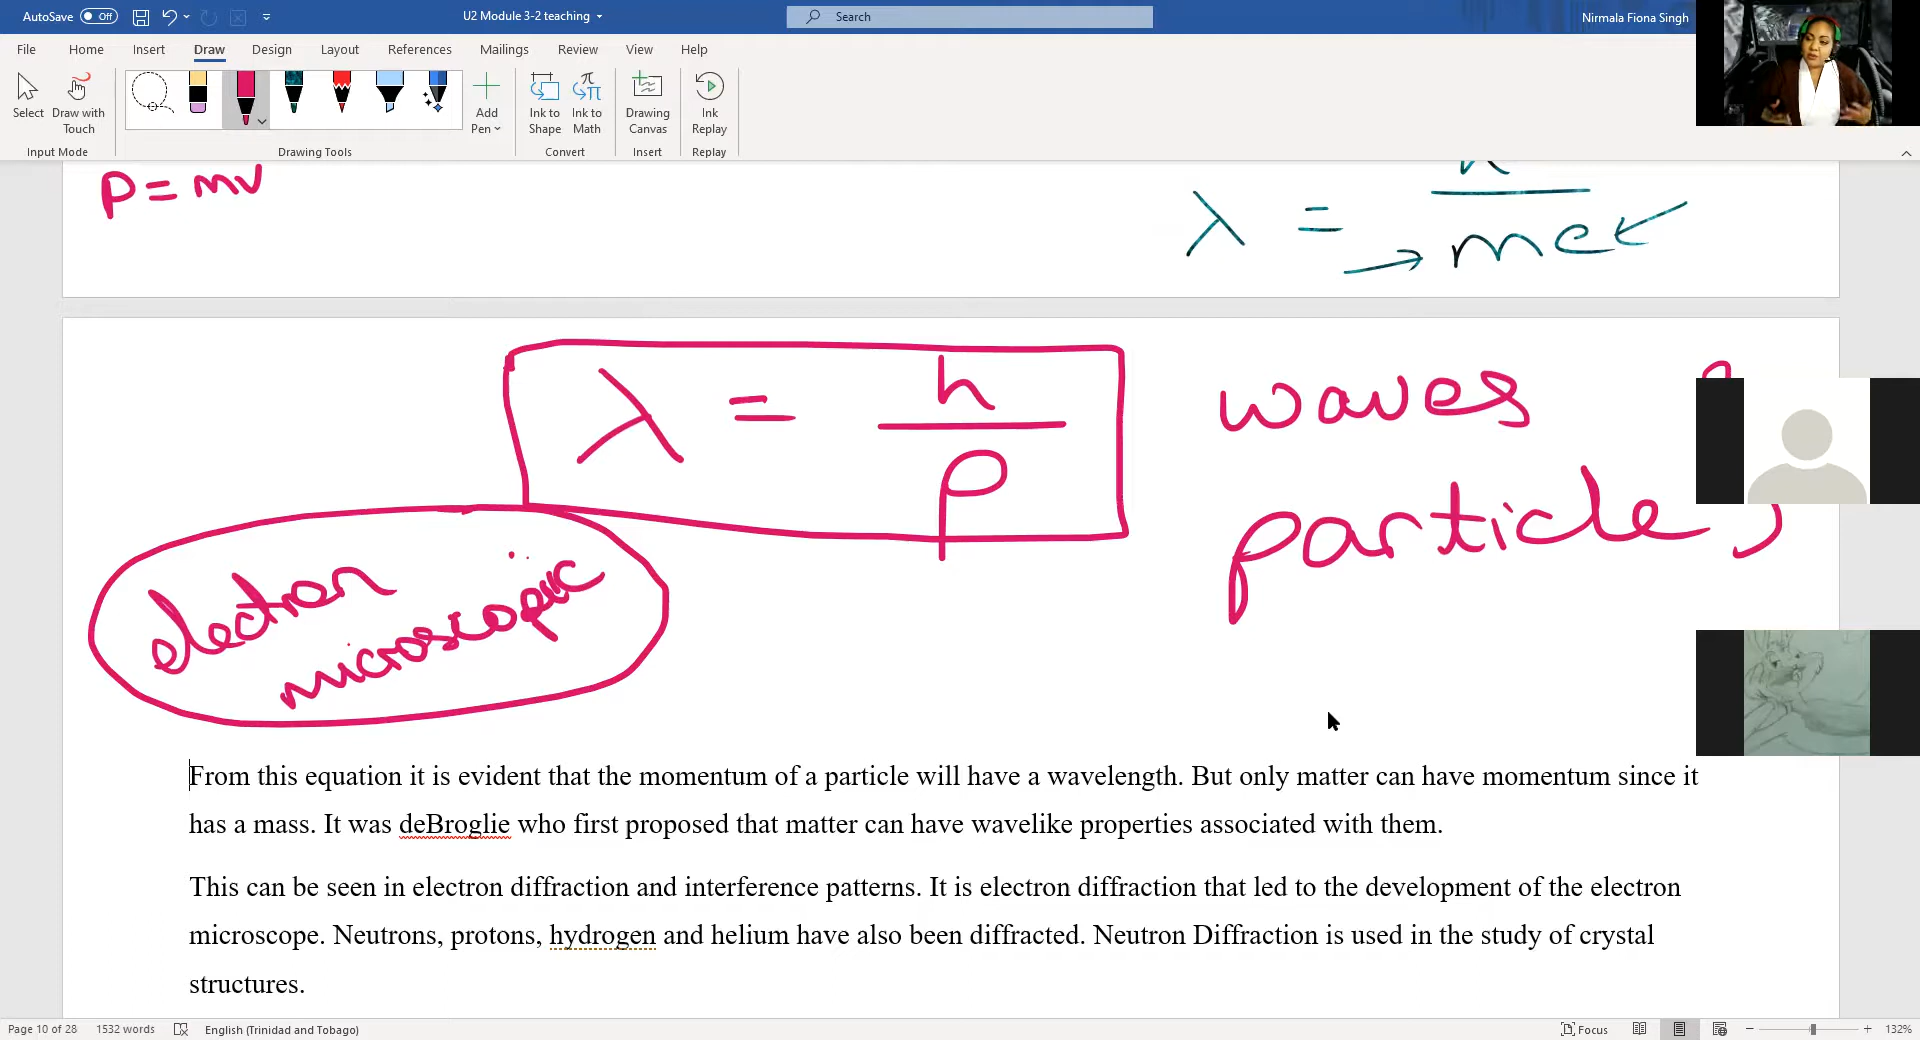 AutoSave Off
U2 Module 3-2 teaching
Search
Nirmala Fiona Singh
File Home Insert Draw Design Layout References Mailings Review View Help
Select
Draw with Touch
Add Pen
Ink to Shape
Ink to Math
Drawing Canvas
Ink Replay
Input Mode
Drawing Tools
Convert
Insert
Replay
p = mv
λ =
h
λ = h
p
waves
particle
electron
microscopic
From this equation it is evident that the momentum of a particle will have a wavelength. But only matter can have momentum since it
has a mass. It was deBroglie who first proposed that matter can have wavelike properties associated with them.
This can be seen in electron diffraction and interference patterns. It is electron diffraction that led to the development of the electron
microscope. Neutrons, protons, hydrogen and helium have also been diffracted. Neutron Diffraction is used in the study of crystal
structures.
Page 10 of 28 1532 words English (Trinidad and Tobago) Focus 132%